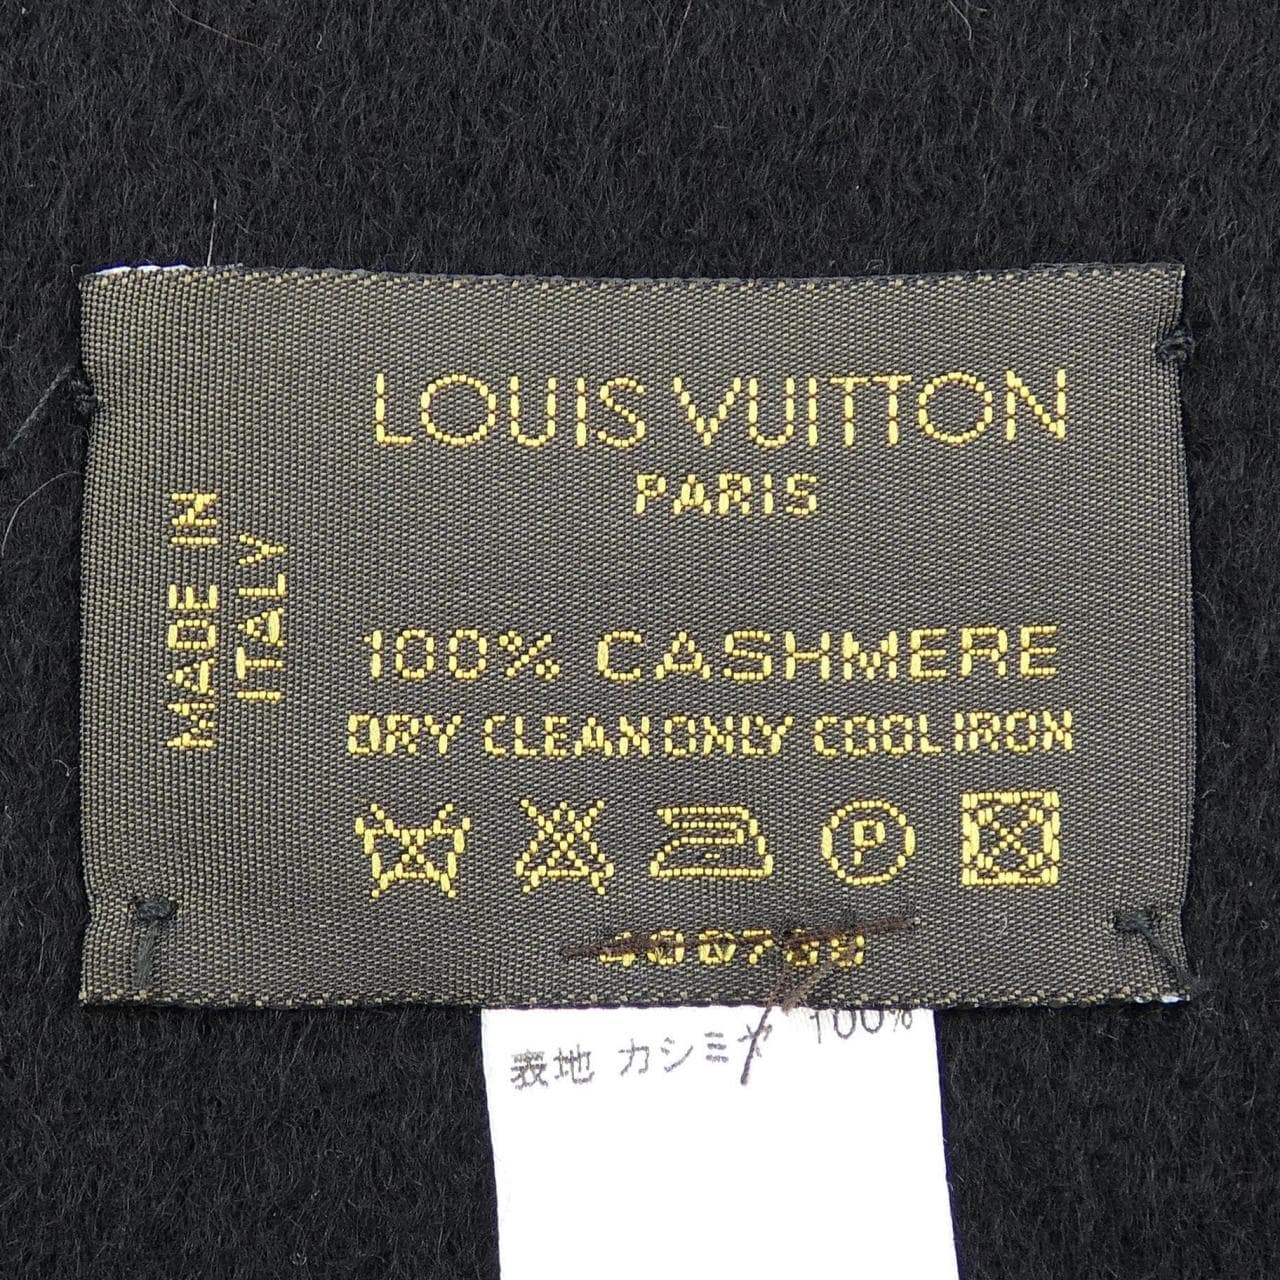 LOUIS VUITTON
PARIS
MADE IN
ITALY
100% CASHMERE
DRY CLEAN ONLY COOL IRON
P
表地 カシミヤ 100%